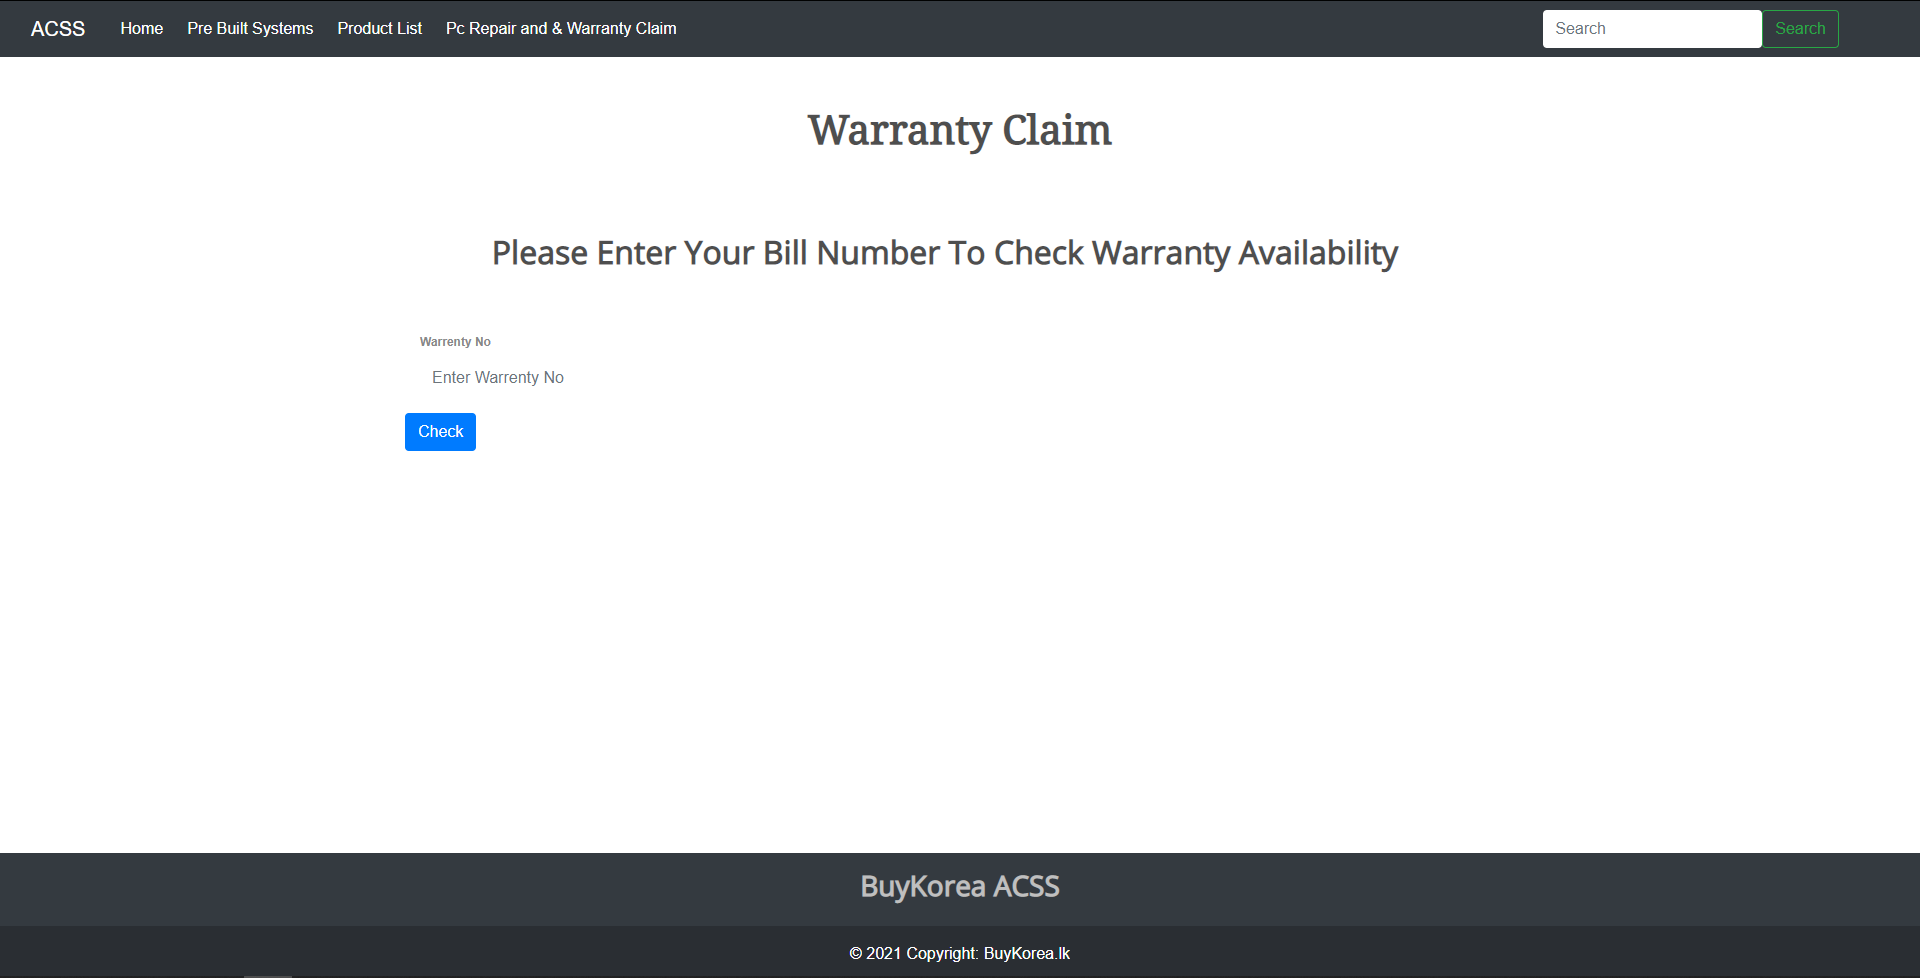 ACSS Home Pre Built Systems Product List Pc Repair and & Warranty Claim Search Search
Warranty Claim
Please Enter Your Bill Number To Check Warranty Availability
Warrenty No
Enter Warrenty No
Check
BuyKorea ACSS
© 2021 Copyright: BuyKorea.lk